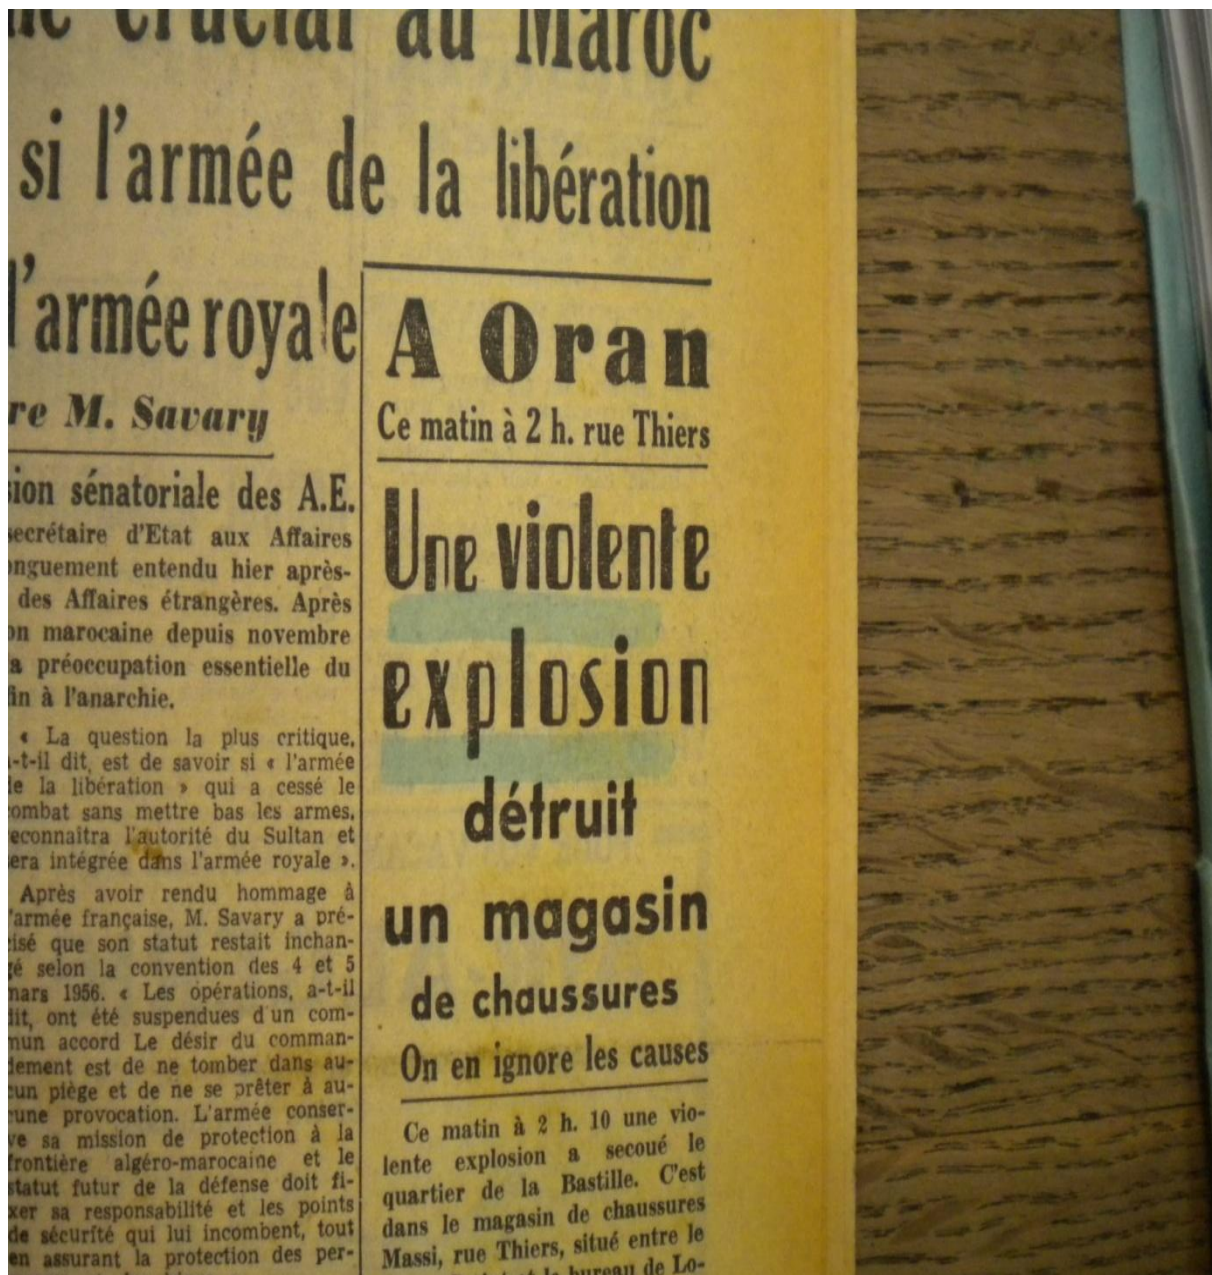 crucial au Maroc
si l'armée de la libération
l'armée royale
re M. Savary
sion sénatoriale des A.E.
secrétaire d'Etat aux Affaires
onguement entendu hier après-
des Affaires étrangères. Après
on marocaine depuis novembre
a préoccupation essentielle du
fin à l'anarchie.
« La question la plus critique,
a-t-il dit, est de savoir si « l'armée
de la libération » qui a cessé le
combat sans mettre bas les armes,
reconnaîtra l'autorité du Sultan et
sera intégrée dans l'armée royale ».
Après avoir rendu hommage à
l'armée française, M. Savary a pré-
cisé que son statut restait inchan-
gé selon la convention des 4 et 5
mars 1956. « Les opérations, a-t-il
dit, ont été suspendues d'un com-
mun accord Le désir du comman-
dement est de ne tomber dans au-
cun piège et de ne se prêter à au-
cune provocation. L'armée conser-
ve sa mission de protection à la
frontière algéro-marocaine et le
statut futur de la défense doit fi-
xer sa responsabilité et les points
de sécurité qui lui incombent, tout
en assurant la protection des per-
A Oran
Ce matin à 2 h. rue Thiers
Une violente
explosion
détruit
un magasin
de chaussures
On en ignore les causes
Ce matin à 2 h. 10 une vio-
lente explosion a secoué le
quartier de la Bastille. C'est
dans le magasin de chaussures
Massi, rue Thiers, situé entre le
bureau de Lo-